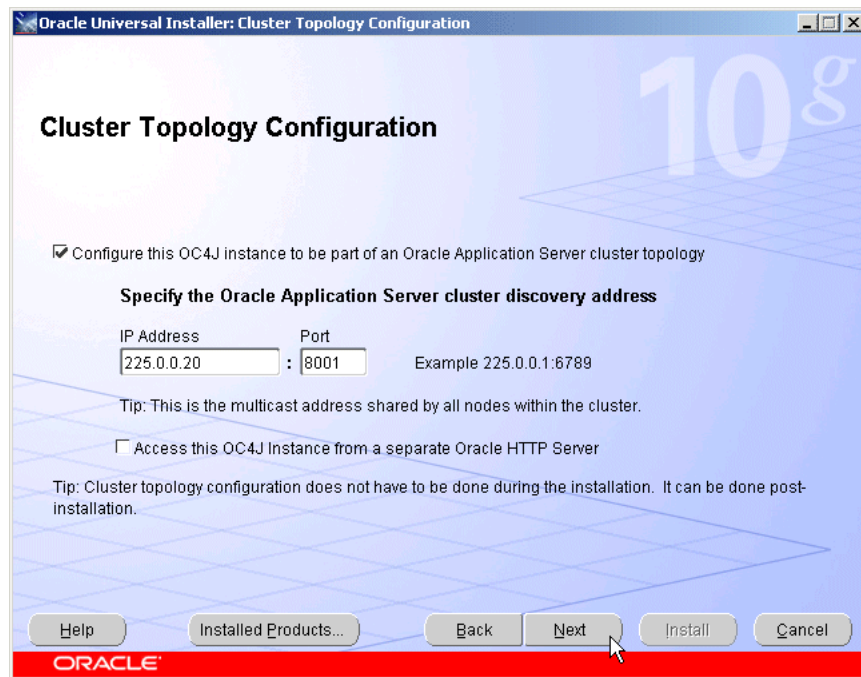 Oracle Universal Installer: Cluster Topology Configuration
10g
Cluster Topology Configuration
Configure this OC4J instance to be part of an Oracle Application Server cluster topology
Specify the Oracle Application Server cluster discovery address
IP Address Port
225.0.0.20 : 8001 Example 225.0.0.1:6789
Tip: This is the multicast address shared by all nodes within the cluster.
Access this OC4J Instance from a separate Oracle HTTP Server
Tip: Cluster topology configuration does not have to be done during the installation. It can be done post-
installation.
Help Installed Products... Back Next Install Cancel
ORACLE